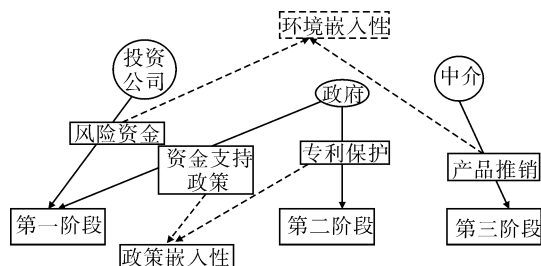 环境嵌入性
投资
公司
政府
中介
风险资金
资金支持
政策
专利保护
产品推销
第一阶段
第二阶段
第三阶段
政策嵌入性